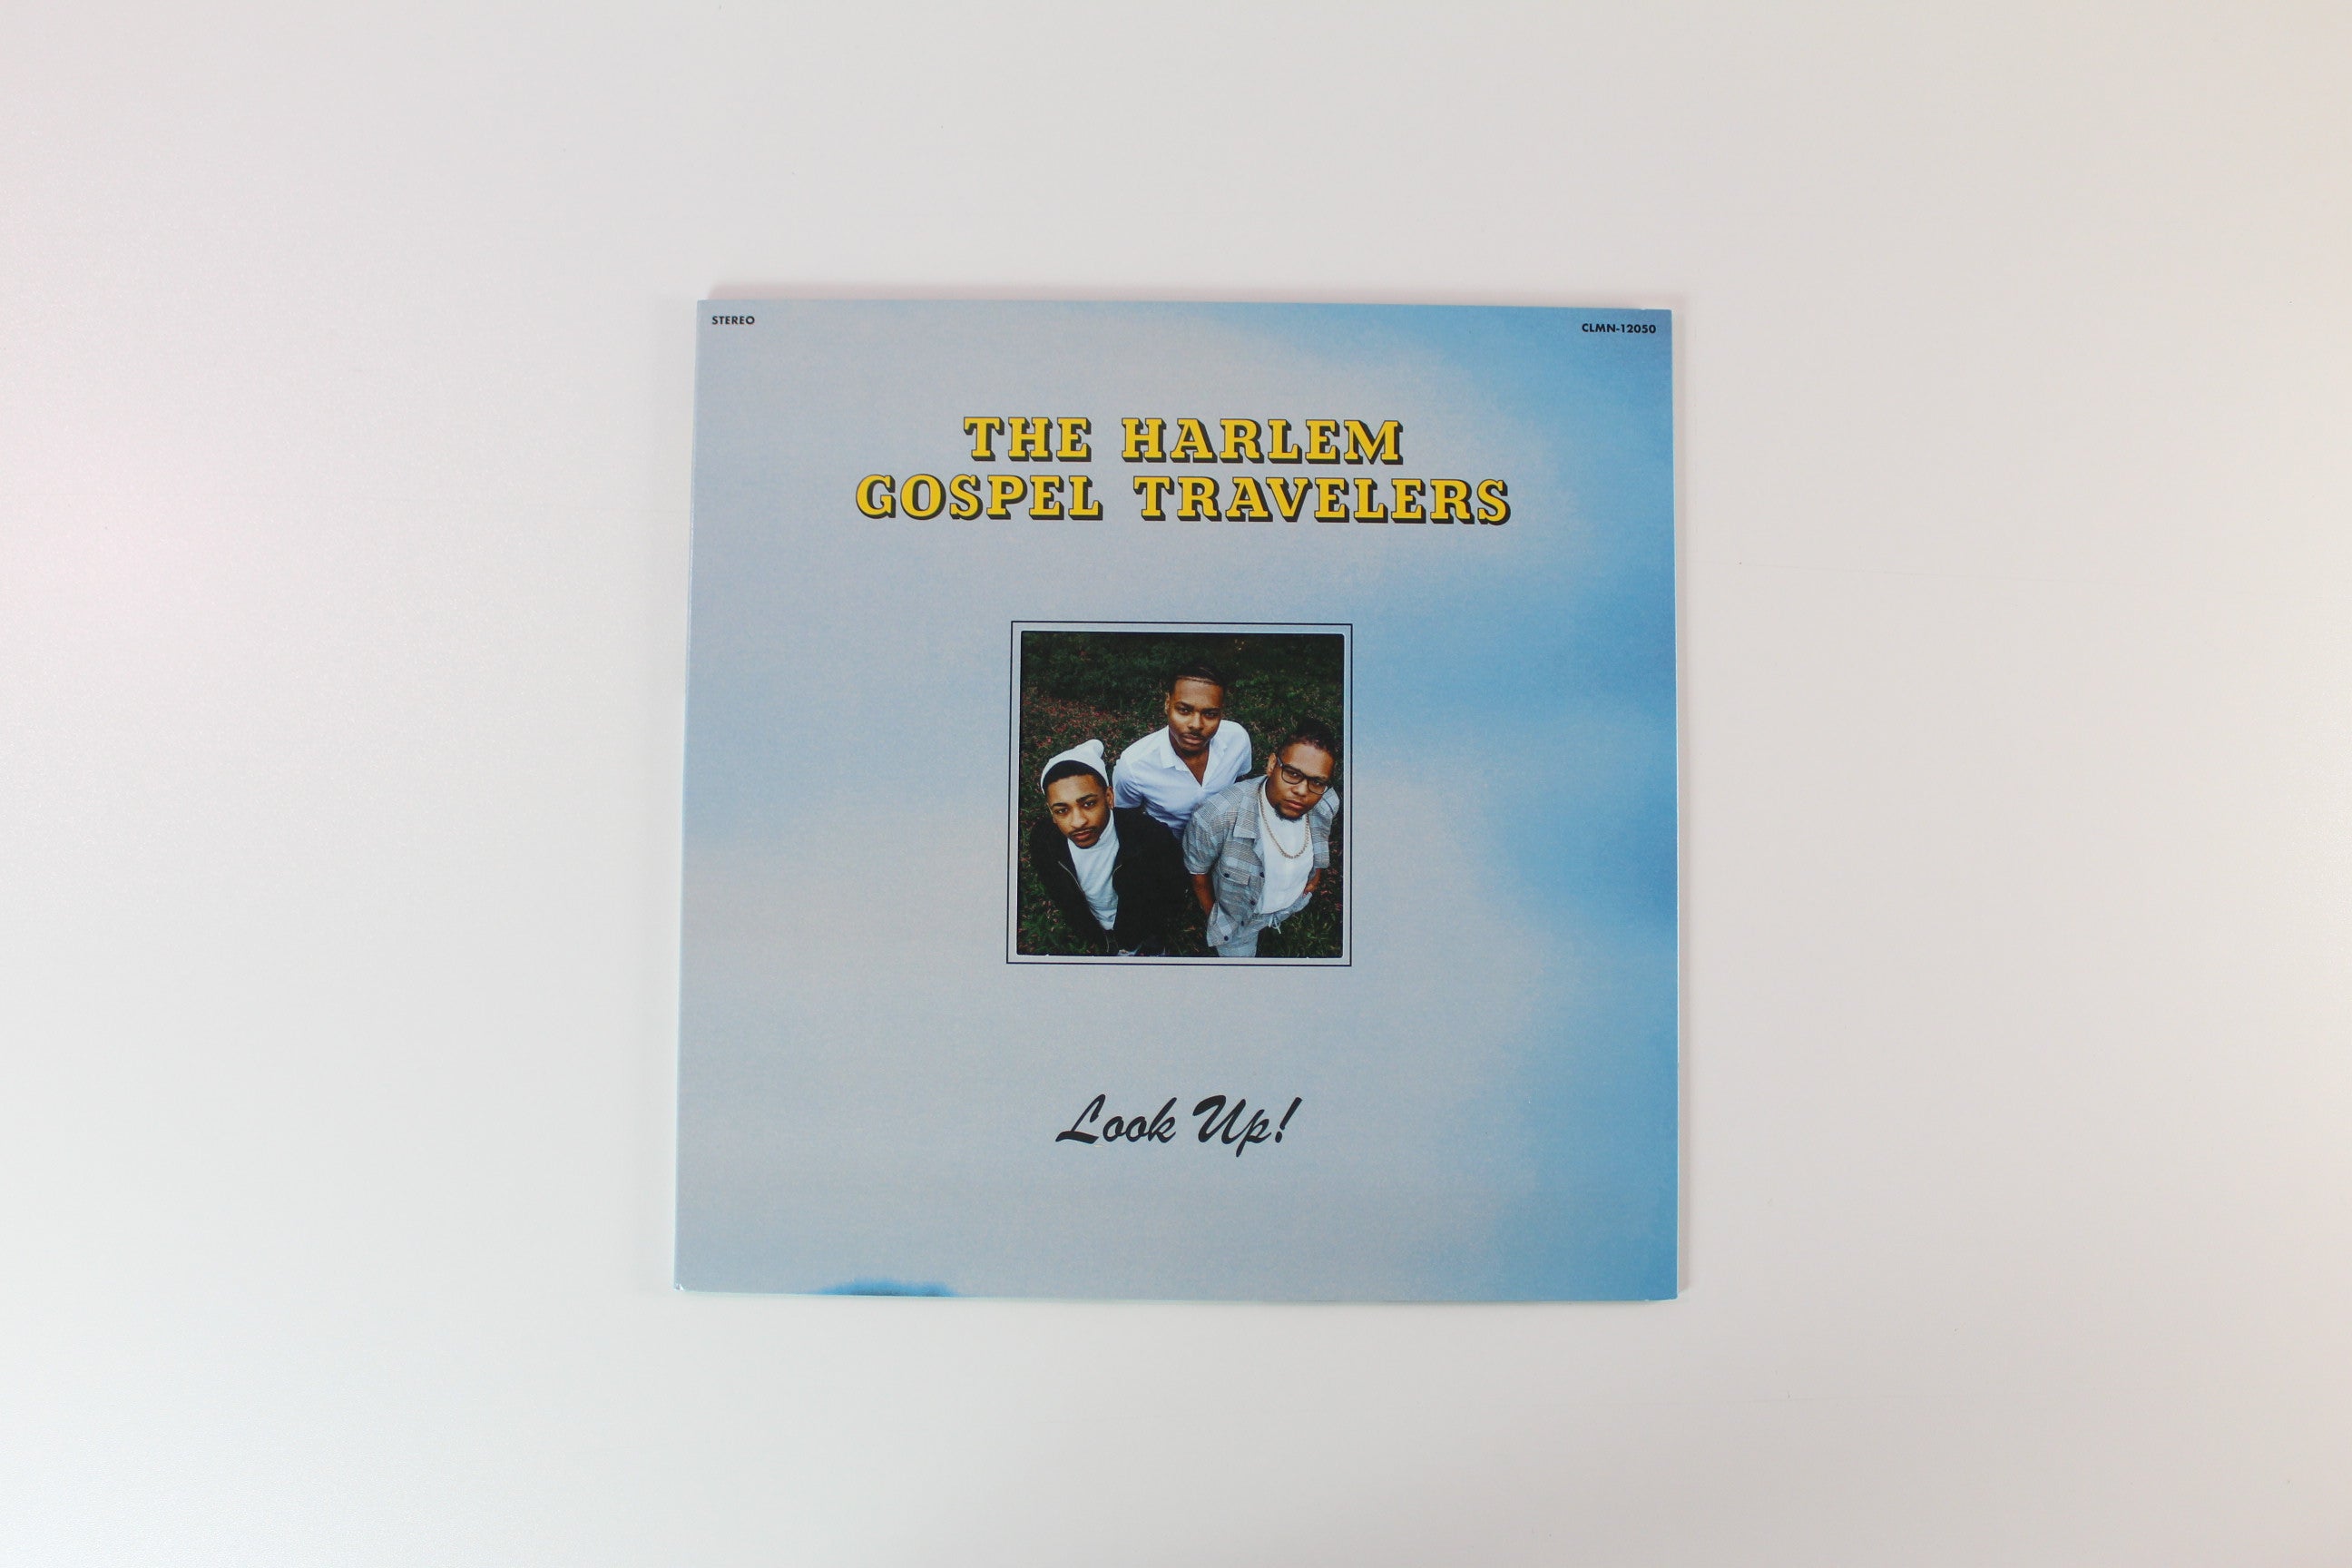 STEREO
CLMN-12050
THE HARLEM
GOSPEL TRAVELERS
Look Up!